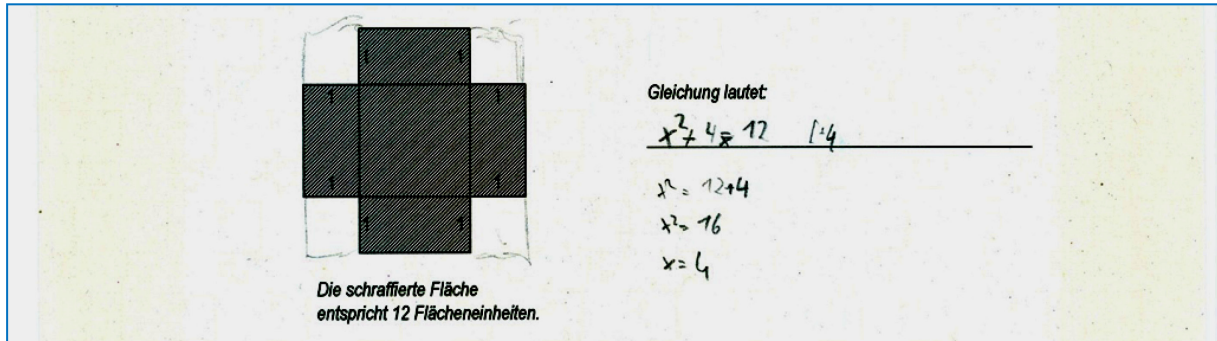 1 1
1 1
1 1
1 1
Die schraffierte Fläche
entspricht 12 Flächeneinheiten.
Gleichung lautet:
x²+ 4 = 12 |:4
x² = 12+4
x² = 16
x = 4